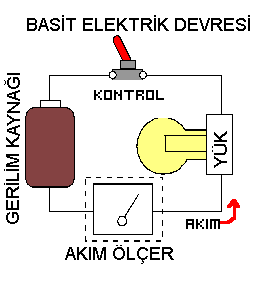 BASİT ELEKTRİK DEVRESİ
KONTROL
GERİLİM KAYNAĞI
YÜK
AKIM
AKIM ÖLÇER